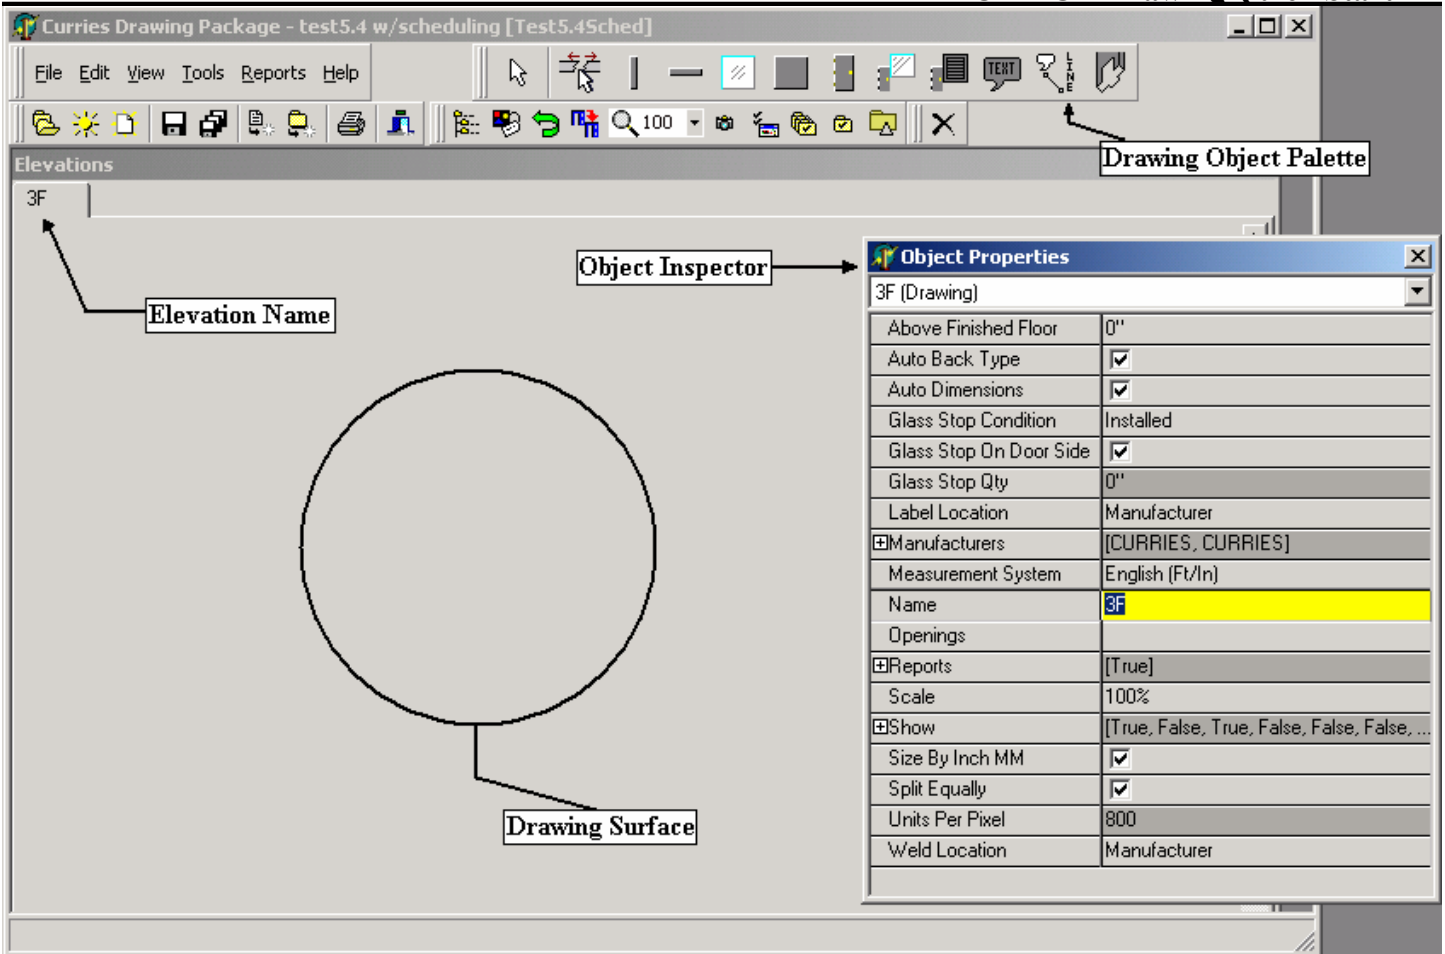 Curries Drawing Package - test5.4 w/scheduling [Test5.4Sched]
File Edit View Tools Reports Help
TEXT
LINE
100
Drawing Object Palette
Elevations
3F
Object Inspector
Elevation Name
Drawing Surface
Object Properties
3F (Drawing)
Above Finished Floor 0"
Auto Back Type
Auto Dimensions
Glass Stop Condition Installed
Glass Stop On Door Side
Glass Stop Qty 0"
Label Location Manufacturer
Manufacturers [CURRIES, CURRIES]
Measurement System English (Ft/In)
Name 3F
Openings
Reports [True]
Scale 100%
Show [True, False, True, False, False, False, ...
Size By Inch MM
Split Equally
Units Per Pixel 800
Weld Location Manufacturer